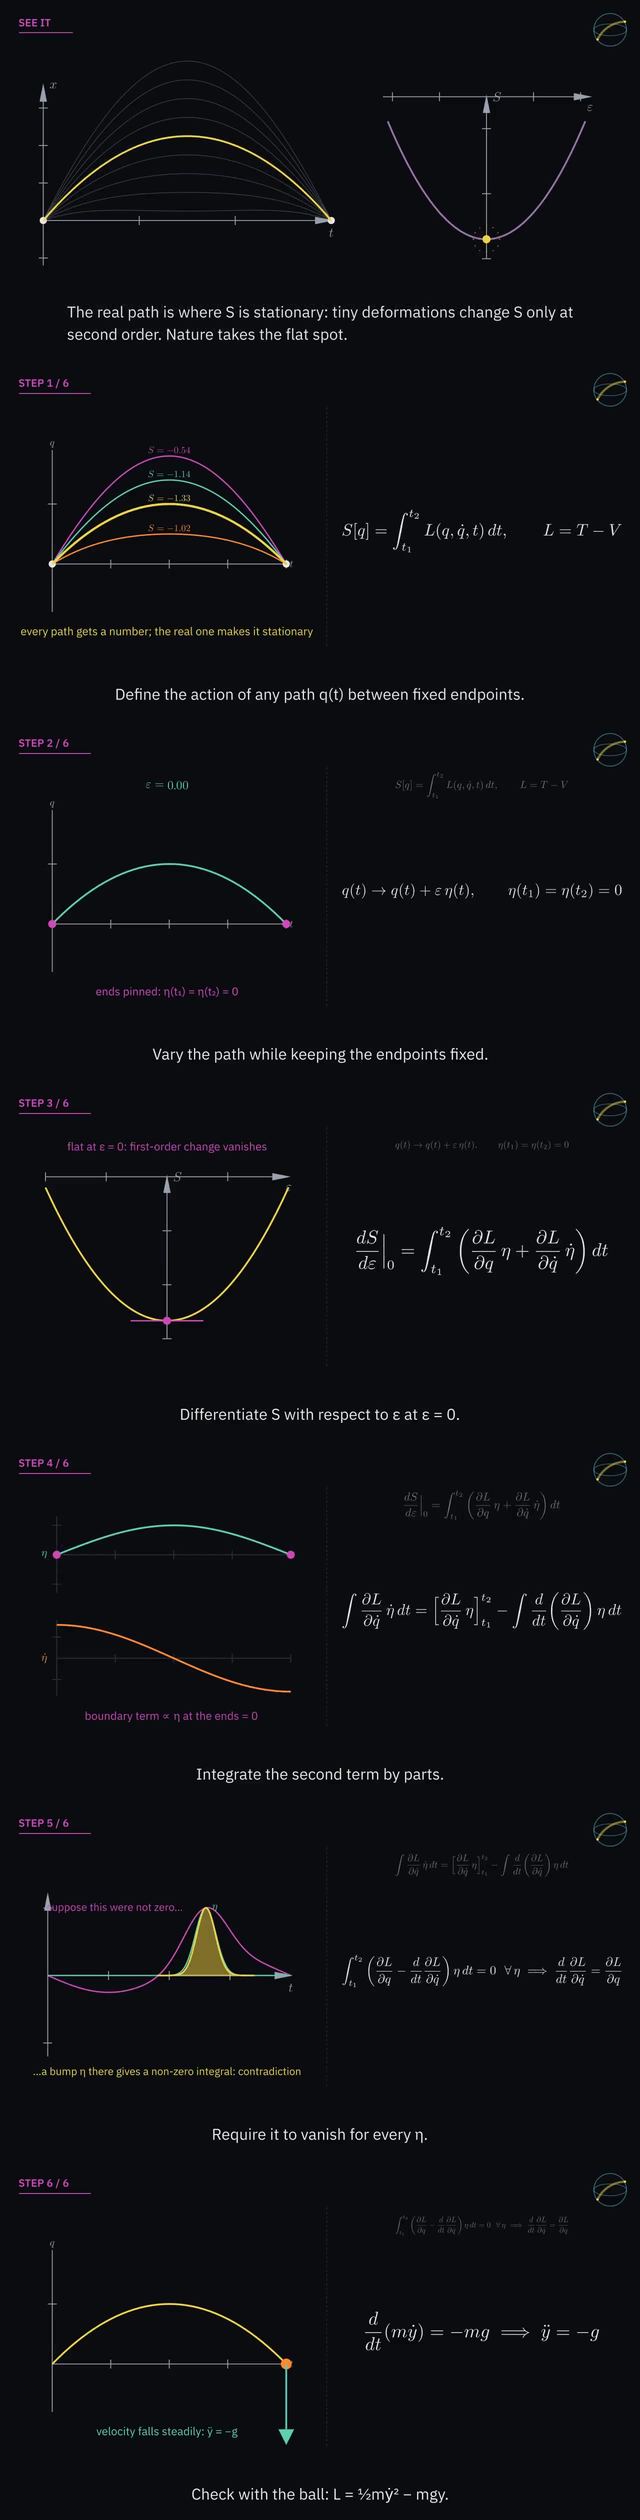 SEE IT
x
t
S
ε
The real path is where S is stationary: tiny deformations change S only at
second order. Nature takes the flat spot.
STEP 1 / 6
q
S = −0.54
S = −1.14
S = −1.33
S = −1.02
S[q] = ∫_{t₁}^{t₂} L(q, q̇, t) dt, L = T − V
every path gets a number; the real one makes it stationary
Define the action of any path q(t) between fixed endpoints.
STEP 2 / 6
ε = 0.00
S[q] = ∫_{t₁}^{t₂} L(q, q̇, t) dt, L = T − V
q
q(t) → q(t) + ε η(t), η(t₁) = η(t₂) = 0
ends pinned: η(t₁) = η(t₂) = 0
Vary the path while keeping the endpoints fixed.
STEP 3 / 6
flat at ε = 0: first-order change vanishes
q(t) → q(t) + ε η(t), η(t₁) = η(t₂) = 0
S
dS/dε |₀ = ∫_{t₁}^{t₂} (∂L/∂q η + ∂L/∂q̇ η̇) dt
Differentiate S with respect to ε at ε = 0.
STEP 4 / 6
dS/dε |₀ = ∫_{t₁}^{t₂} (∂L/∂q η + ∂L/∂q̇ η̇) dt
η
∫ ∂L/∂q̇ η̇ dt = [∂L/∂q̇ η]_{t₁}^{t₂} − ∫ d/dt (∂L/∂q̇) η dt
η̇
boundary term ∝ η at the ends = 0
Integrate the second term by parts.
STEP 5 / 6
∫ ∂L/∂q̇ η̇ dt = [∂L/∂q̇ η]_{t₁}^{t₂} − ∫ d/dt (∂L/∂q̇) η dt
uppose this were not zero...
η
t
∫_{t₁}^{t₂} (∂L/∂q − d/dt ∂L/∂q̇) η dt = 0 ∀ η ⟹ d/dt ∂L/∂q̇ = ∂L/∂q
...a bump η there gives a non-zero integral: contradiction
Require it to vanish for every η.
STEP 6 / 6
∫_{t₁}^{t₂} (∂L/∂q − d/dt ∂L/∂q̇) η dt = 0 ∀ η ⟹ d/dt ∂L/∂q̇ = ∂L/∂q
q
d/dt (mẏ) = −mg ⟹ ÿ = −g
velocity falls steadily: ÿ = −g
Check with the ball: L = ½mẏ² − mgy.